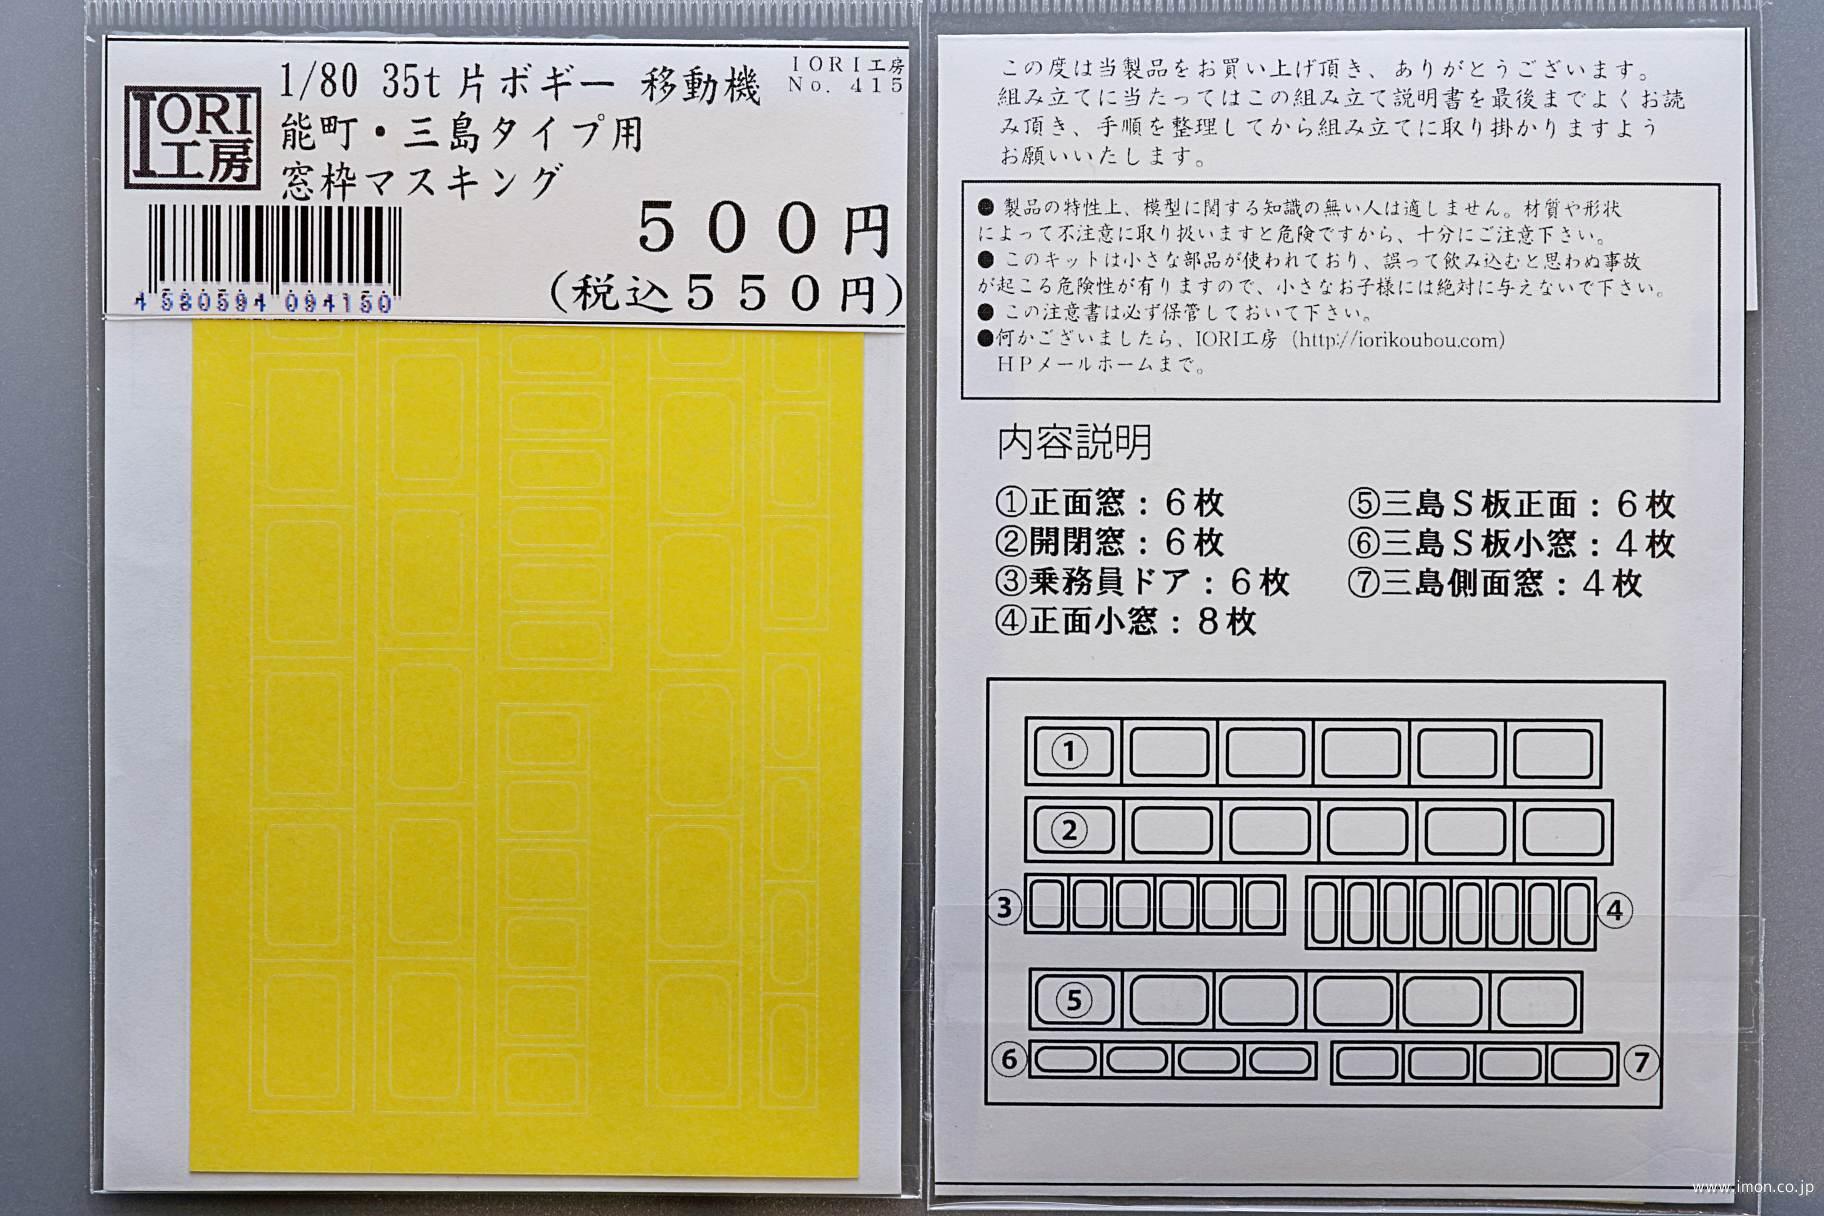 1/80 35t 片ボギー 移動機
IORI工房
No. 415
IORI
工房
能町・三島タイプ用
窓枠マスキング
500円
(税込550円)
4 580594 094150
この度は当製品をお買い上げ頂き、ありがとうございます。
組み立てに当たってはこの組み立て説明書を最後までよくお読
み頂き、手順を整理してから組み立てに取り掛かりますよう
お願いいたします。
● 製品の特性上、模型に関する知識の無い人は適しません。材質や形状
によって不注意に取り扱いますと危険ですから、十分にご注意下さい。
● このキットは小さな部品が使われており、誤って飲み込むと思わぬ事故
が起こる危険性が有りますので、小さなお子様には絶対に与えないで下さい。
● この注意書は必ず保管しておいて下さい。
●何かございましたら、IORI工房（http://iorikoubou.com）
HPメールホームまで。
内容説明
①正面窓：6枚
②開閉窓：6枚
③乗務員ドア：6枚
④正面小窓：8枚
⑤三島S板正面：6枚
⑥三島S板小窓：4枚
⑦三島側面窓：4枚
①
②
③
④
⑤
⑥
⑦
www.imon.co.jp